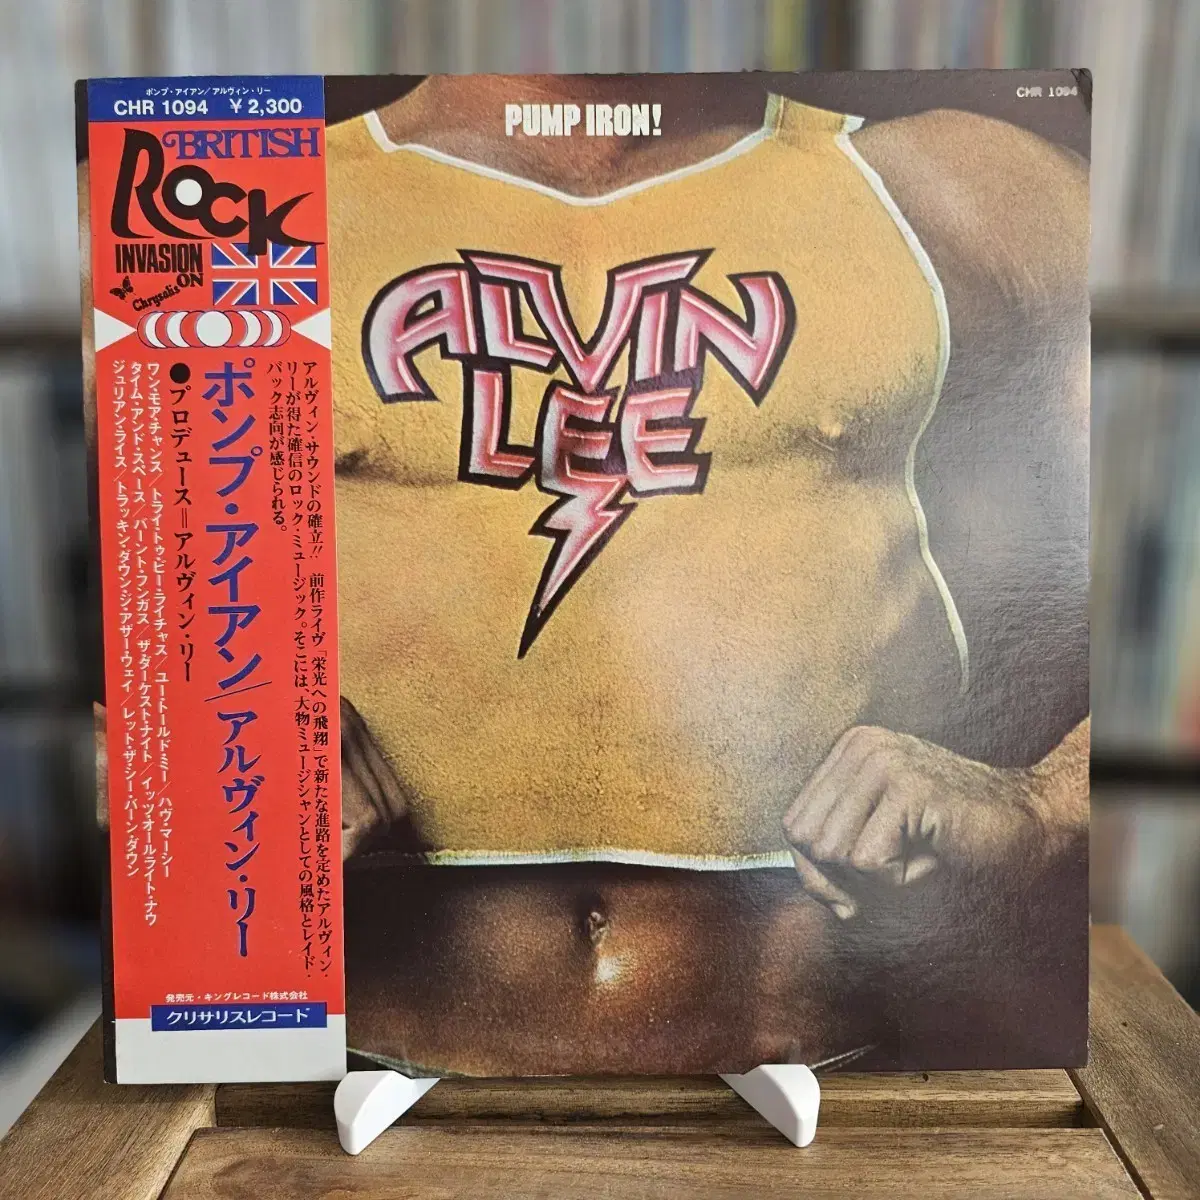 ポンプ・アイアン/アルヴィン・リー
CHR 1094 ¥2,300
BRITISH
ROCK
INVASION
ON
Chrysalis
アルヴィン・サウンドの確立!! 前作ライヴ「栄光への飛翔」で新たな進路を定めたアルヴィン・
リーが得た確信のロック・ミュージック。そこには、大物ミュージシャンとしての風格とレイド・
バック志向が感じられる。
ポンプ・アイアン/アルヴィン・リー
●プロデュース=アルヴィン・リー
ワン・モア・チャンス/トライ・トゥ・ビー・ライチャス/ユー・トールド・ミー/ハヴ・マーシー
ジュリアン・ライス/タイム・アンド・スペース/バーント・フンガス/ザ・ダーケスト・ナイト/イッツ・オールライト・ナウ
トラッキン・ダウン・ジ・アザー・ウェイ/レット・ザ・シー・バーン・ダウン
発売元・キングレコード株式会社
クリサリスレコード
PUMP IRON!
CHR 1094
ALVIN
LEE